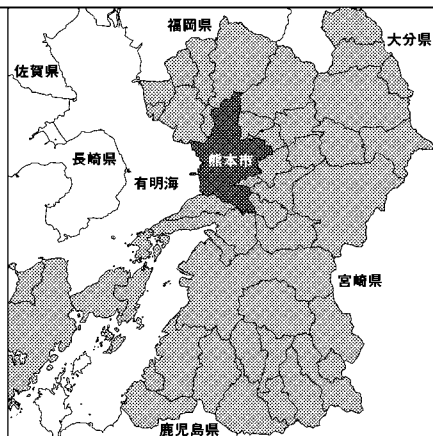 福岡県
大分県
佐賀県
長崎県
熊本市
有明海
宮崎県
鹿児島県